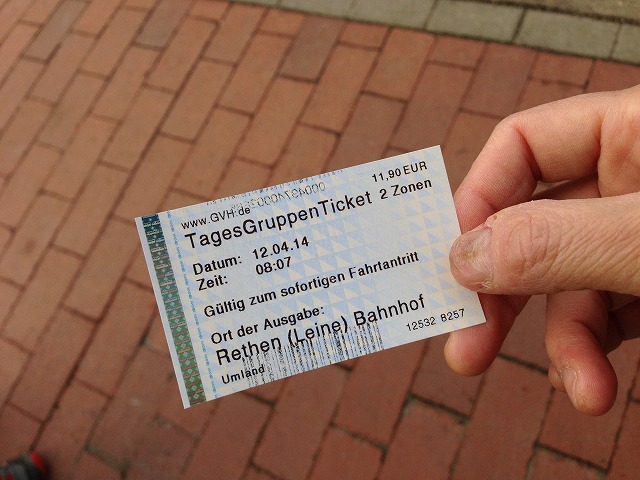 www.GVH.de
11,90 EUR
TagesGruppenTicket 2 Zonen
Datum: 12.04.14
Zeit: 08:07
Gültig zum sofortigen Fahrtantritt
Ort der Ausgabe:
Rethen (Leine) Bahnhof
Umland
12532 8257